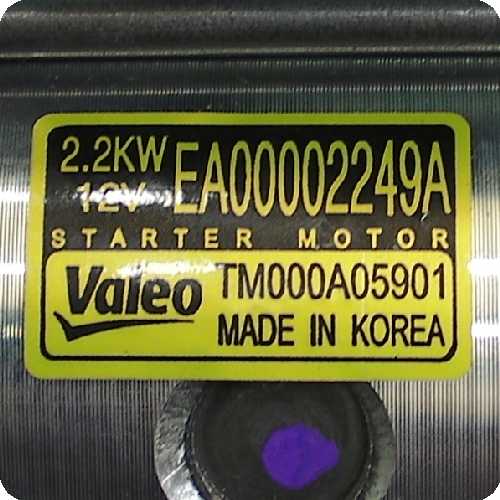 2.2KW EA00002249A
12V
STARTER MOTOR
Valeo TM000A05901
MADE IN KOREA